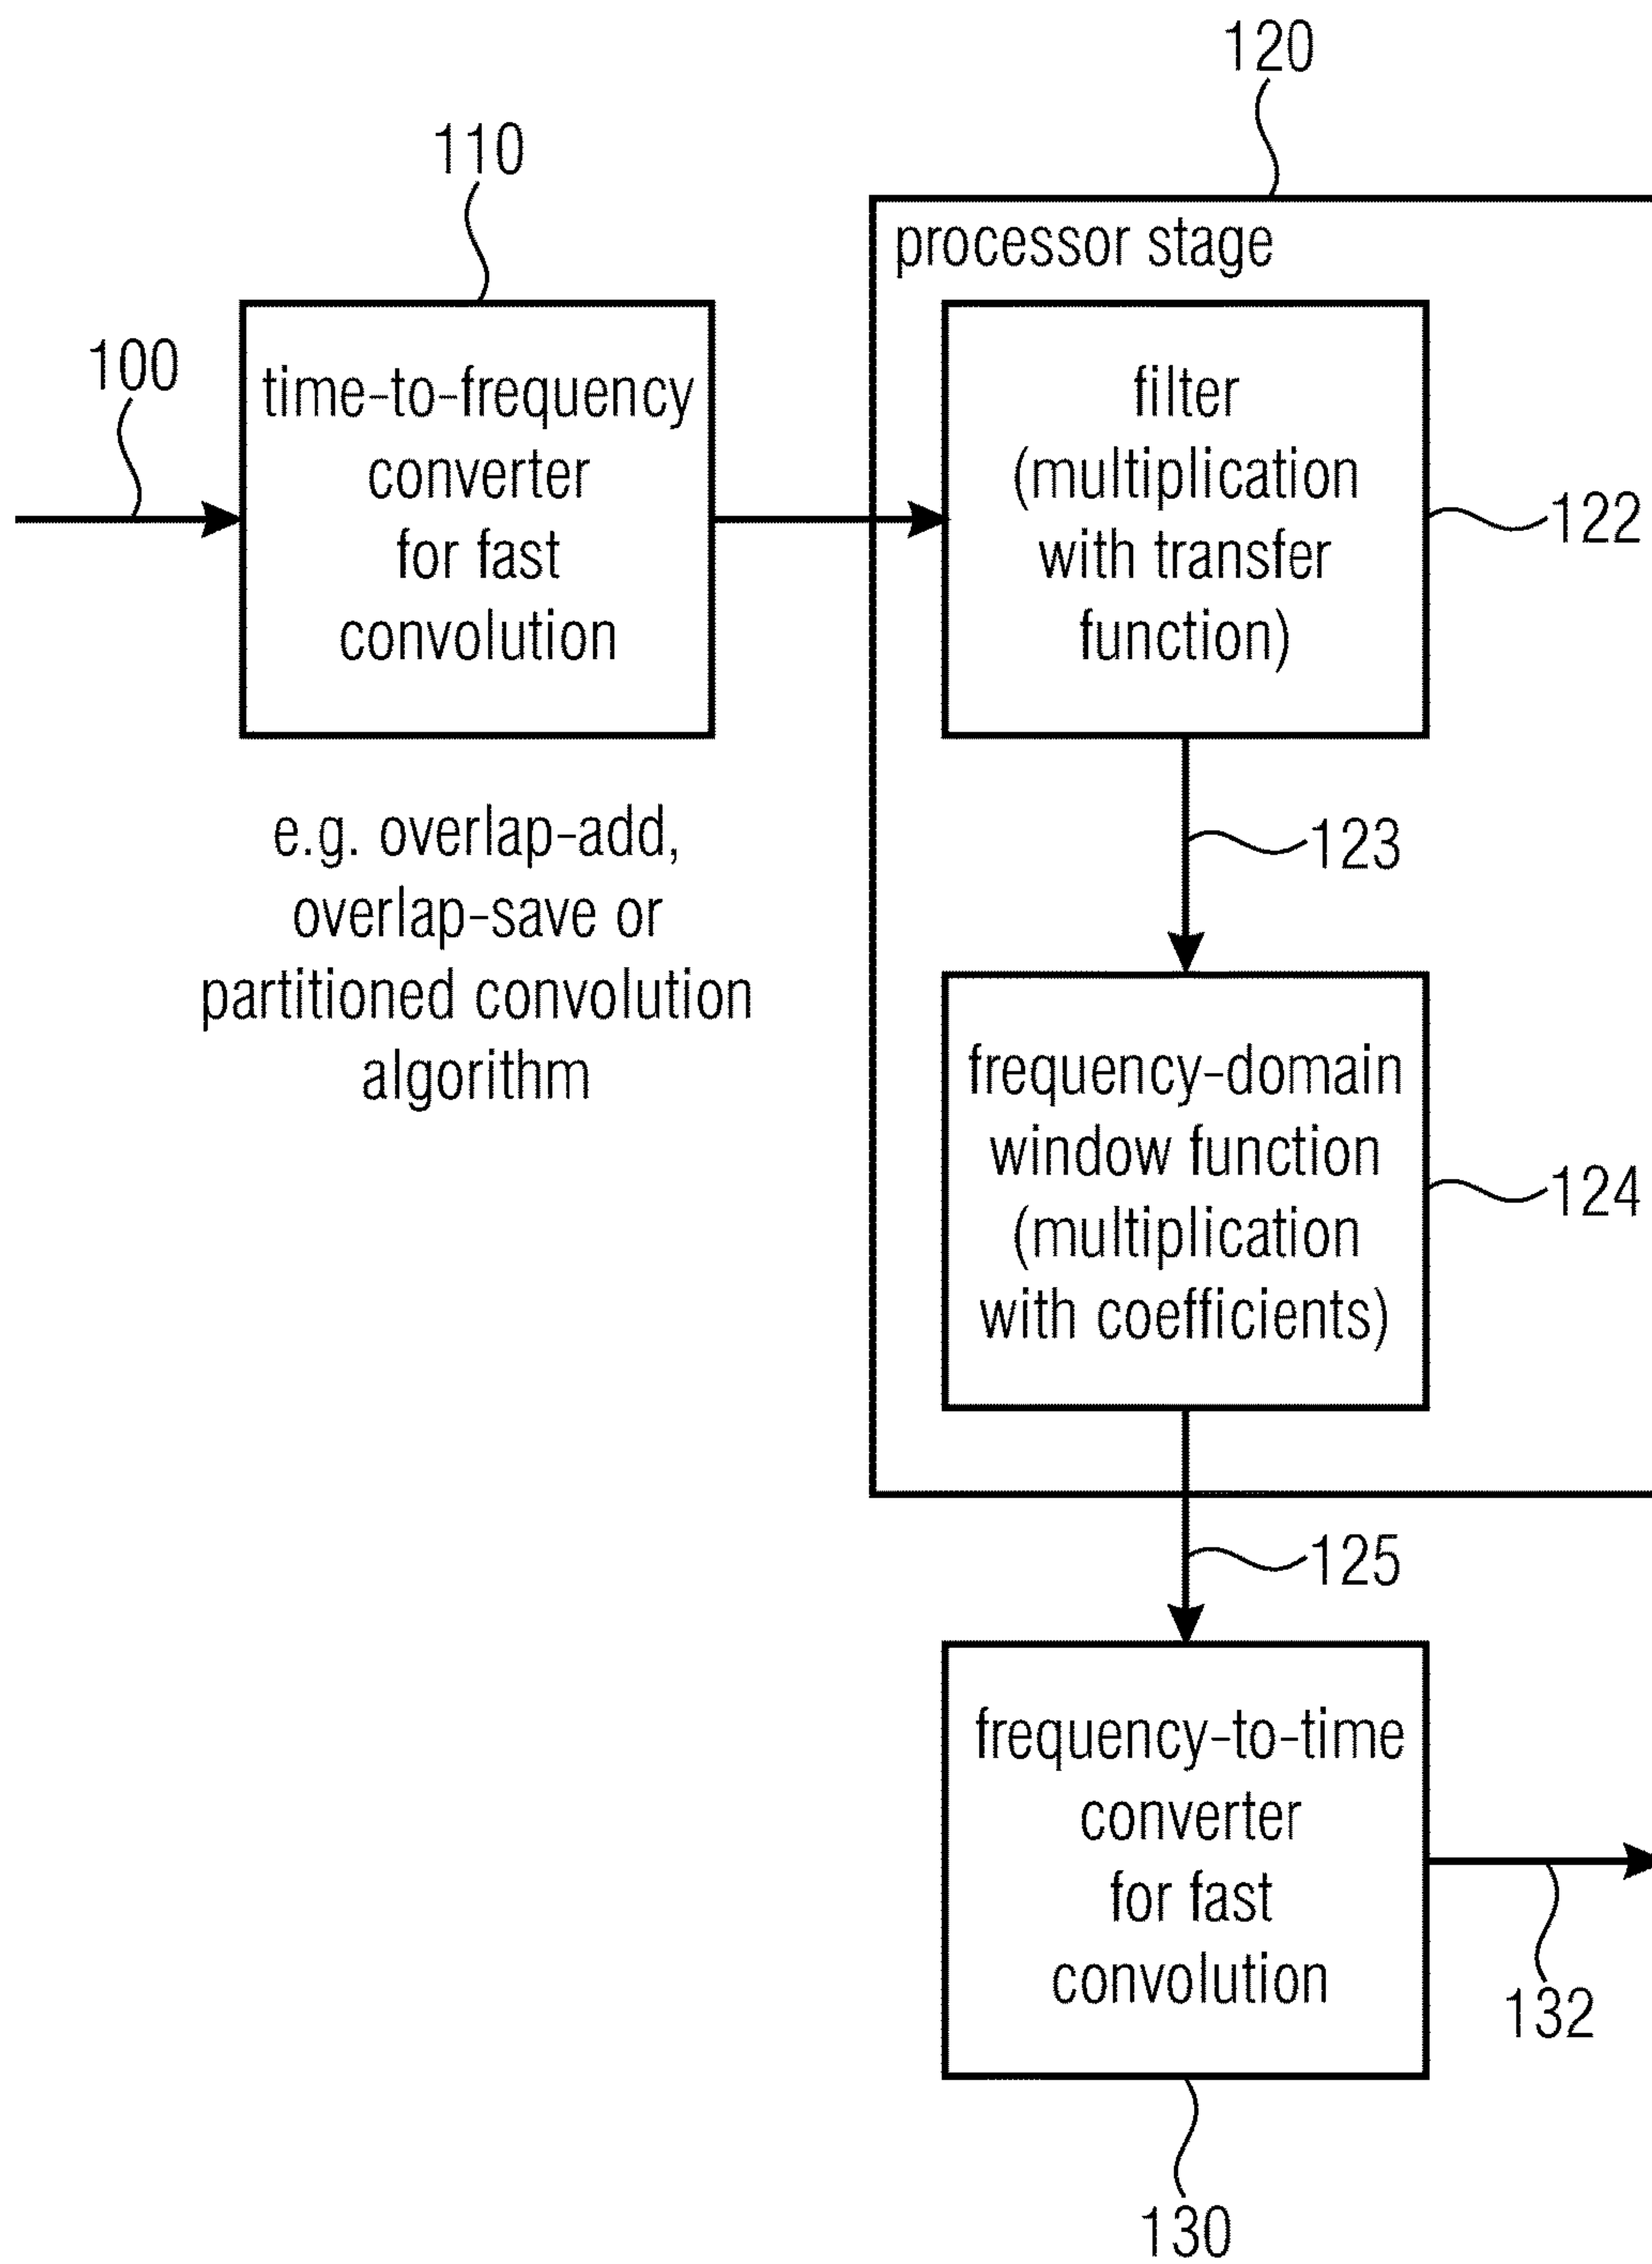 120
110
processor stage
100
time-to-frequency
converter
for fast
convolution
filter
(multiplication
with transfer
function)
122
e.g. overlap-add,
overlap-save or
partitioned convolution
algorithm
123
frequency-domain
window function
(multiplication
with coefficients)
124
125
frequency-to-time
converter
for fast
convolution
132
130